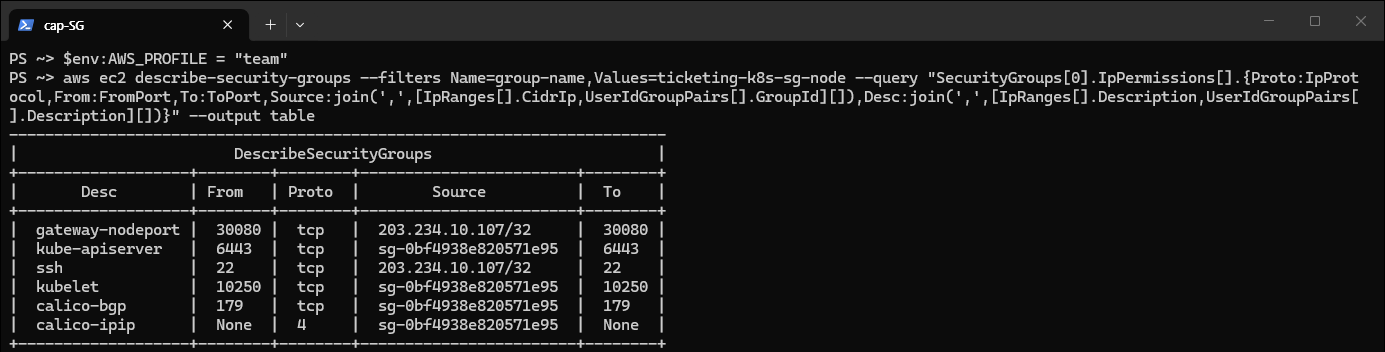 cap-SG
PS ~> $env:AWS_PROFILE = "team"
PS ~> aws ec2 describe-security-groups --filters Name=group-name,Values=ticketing-k8s-sg-node --query "SecurityGroups[0].IpPermissions[].{Proto:IpProt
ocol,From:FromPort,To:ToPort,Source:join(',',[IpRanges[].CidrIp,UserIdGroupPairs[].GroupId][]),Desc:join(',',[IpRanges[].Description,UserIdGroupPairs[
].Description][])}" --output table
-------------------------------------------------------------------------
|                        DescribeSecurityGroups                         |
+-------------------+--------+--------+------------------------+--------+
|       Desc        | From   | Proto  |        Source          |  To    |
+-------------------+--------+--------+------------------------+--------+
|  gateway-nodeport |  30080 |  tcp   |  203.234.10.107/32     |  30080 |
|  kube-apiserver   |  6443  |  tcp   |  sg-0bf4938e820571e95  |  6443  |
|  ssh              |  22    |  tcp   |  203.234.10.107/32     |  22    |
|  kubelet          |  10250 |  tcp   |  sg-0bf4938e820571e95  |  10250 |
|  calico-bgp       |  179   |  tcp   |  sg-0bf4938e820571e95  |  179   |
|  calico-ipip      |  None  |  4     |  sg-0bf4938e820571e95  |  None  |
+-------------------+--------+--------+------------------------+--------+